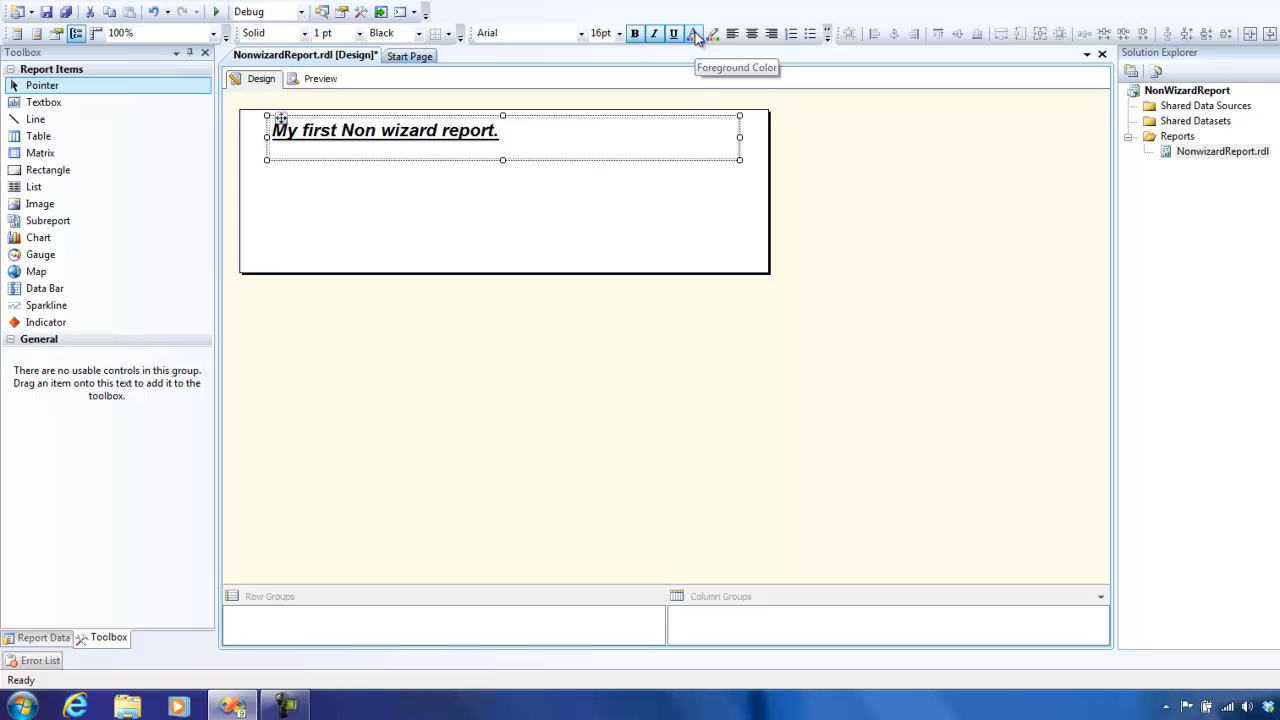 Debug
100%
Solid
1 pt
Black
Arial
16pt
B I U
Foreground Color
Toolbox
Report Items
Pointer
Textbox
Line
Table
Matrix
Rectangle
List
Image
Subreport
Chart
Gauge
Map
Data Bar
Sparkline
Indicator
General
There are no usable controls in this group.
Drag an item onto this text to add it to the
toolbox.
Report Data
Toolbox
Error List
Ready
NonwizardReport.rdl [Design]*
Start Page
Design
Preview
My first Non wizard report.
Row Groups
Column Groups
Solution Explorer
NonWizardReport
Shared Data Sources
Shared Datasets
Reports
NonwizardReport.rdl